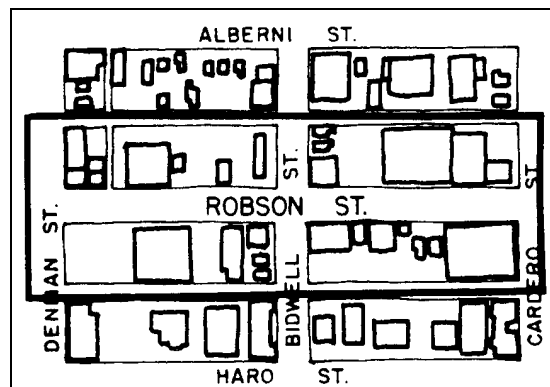 ALBERNI ST.
ROBSON ST.
HARO ST.
DENMAN ST.
BIDWELL ST.
CARDERO ST.